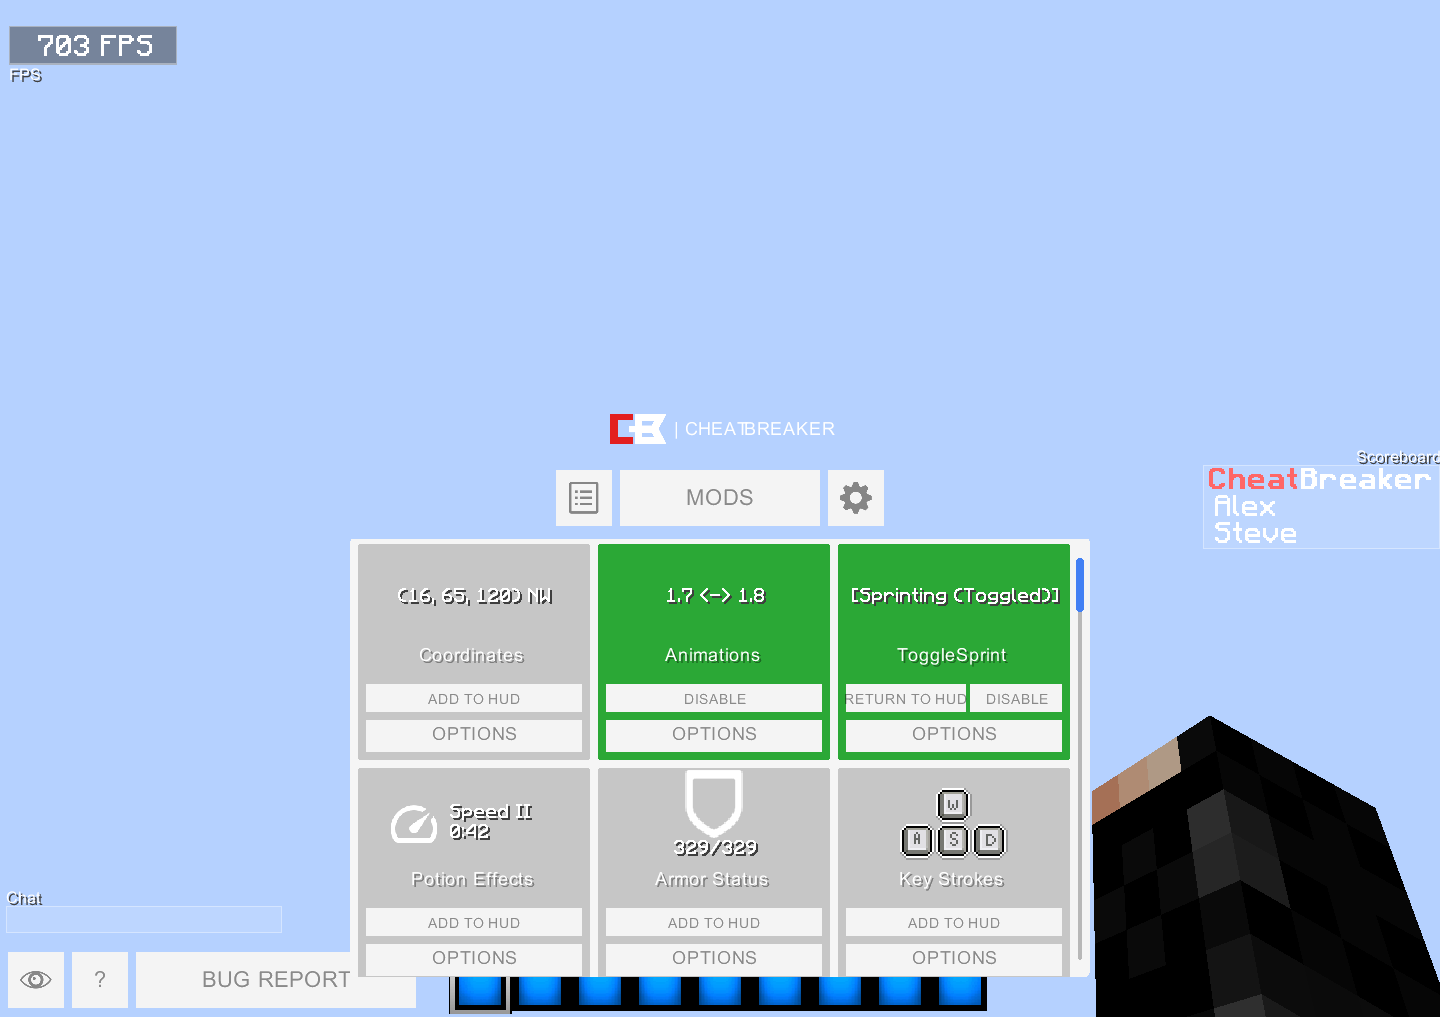 703 FPS
FPS
CB | CHEATBREAKER
MODS
Scoreboard
CheatBreaker
Alex
Steve
(16, 65, 120) NW
Coordinates
ADD TO HUD
OPTIONS
1.7 <-> 1.8
Animations
DISABLE
OPTIONS
[Sprinting (Toggled)]
ToggleSprint
RETURN TO HUD DISABLE
OPTIONS
Speed II
0:42
Potion Effects
ADD TO HUD
OPTIONS
329/329
Armor Status
ADD TO HUD
OPTIONS
W
A S D
Key Strokes
ADD TO HUD
OPTIONS
Chat
? BUG REPORT